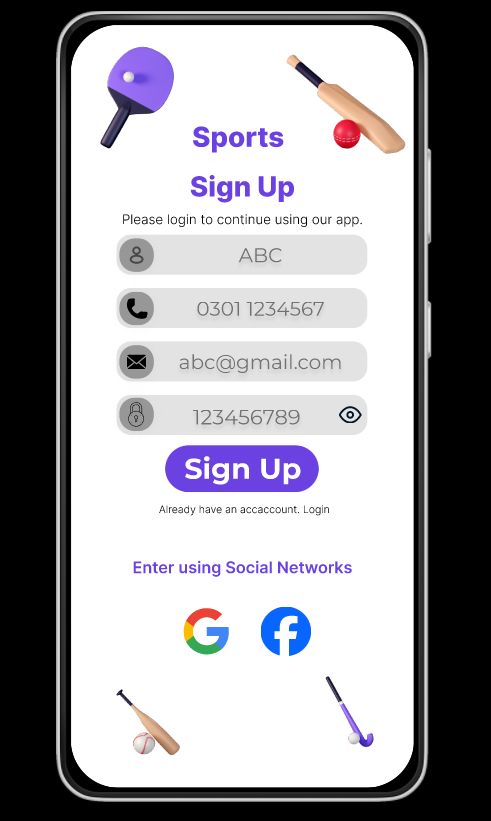 Sports
Sign Up
Please login to continue using our app.
ABC
0301 1234567
abc@gmail.com
123456789
Sign Up
Already have an accaccount. Login
Enter using Social Networks